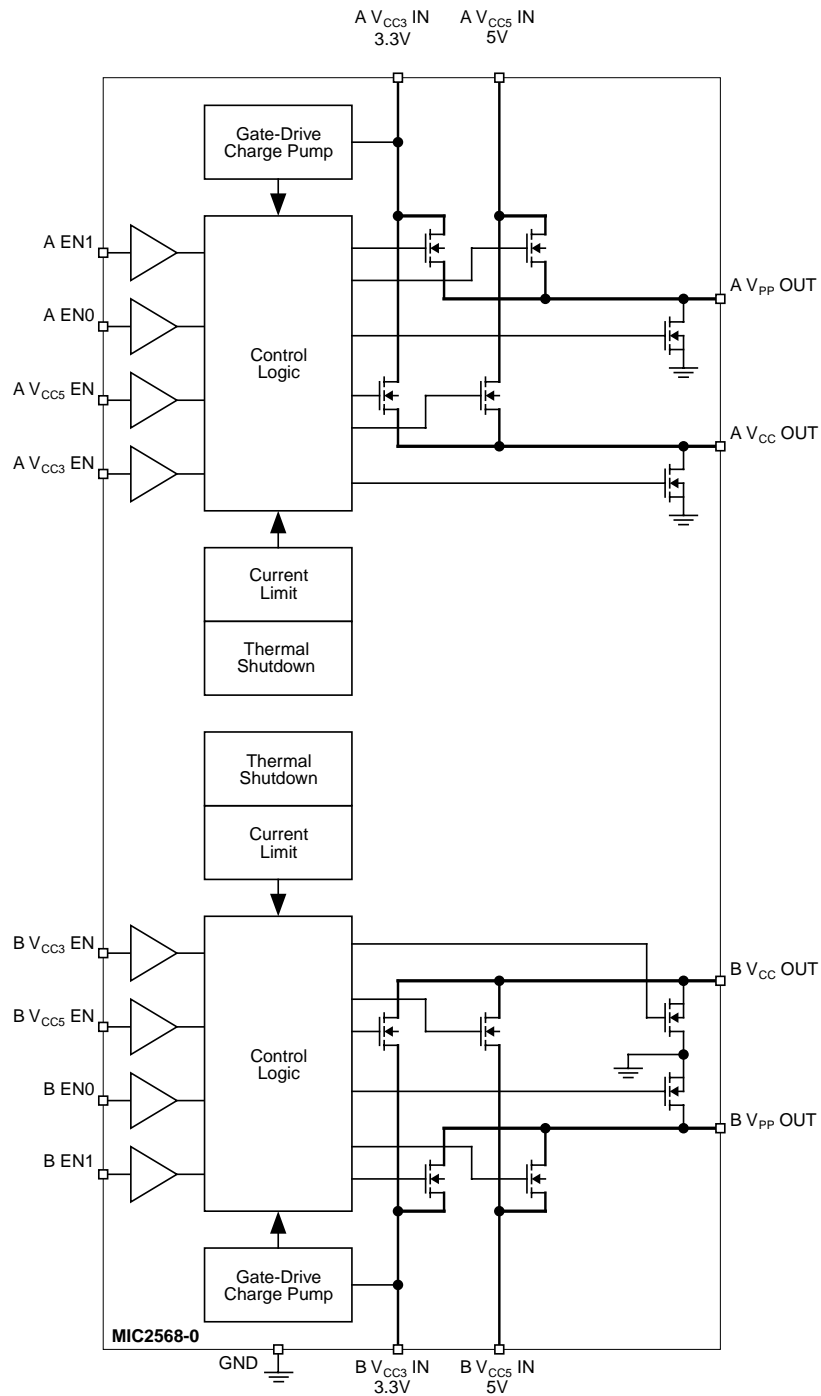 A VCC3 IN
3.3V
A VCC5 IN
5V
Gate-Drive
Charge Pump
A EN1
A EN0
A VCC5 EN
A VCC3 EN
Control
Logic
A VPP OUT
A VCC OUT
Current
Limit
Thermal
Shutdown
Thermal
Shutdown
Current
Limit
B VCC3 EN
B VCC5 EN
B EN0
B EN1
Control
Logic
B VCC OUT
B VPP OUT
Gate-Drive
Charge Pump
MIC2568-0
GND
B VCC3 IN
3.3V
B VCC5 IN
5V